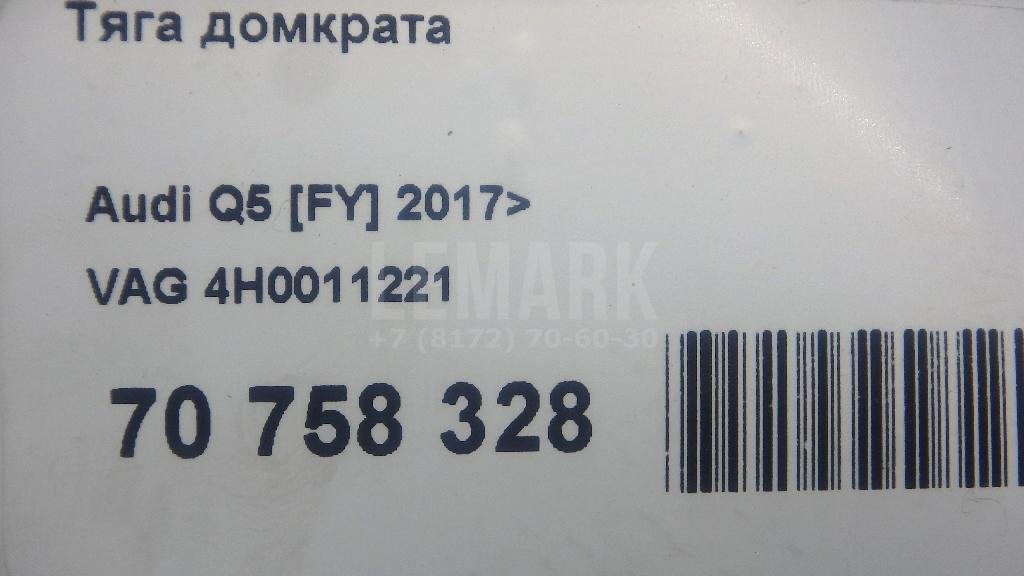 Тяга домкрата
Audi Q5 [FY] 2017>
VAG 4H0011221
LEMARK
+7 (8172) 70-60-30
70 758 328